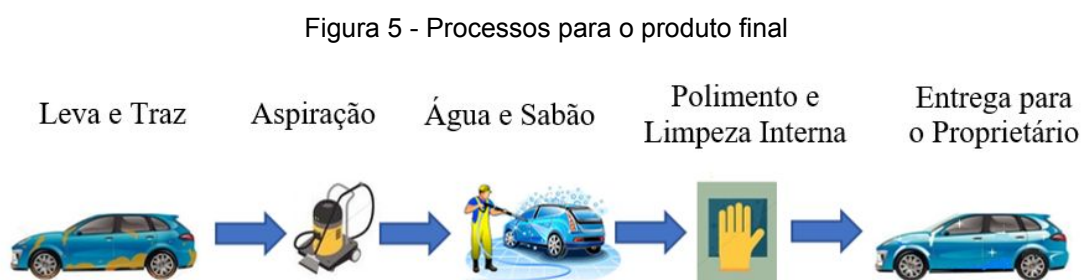 Figura 5 - Processos para o produto final
Leva e Traz
Aspiração
Água e Sabão
Polimento e
Limpeza Interna
Entrega para
o Proprietário